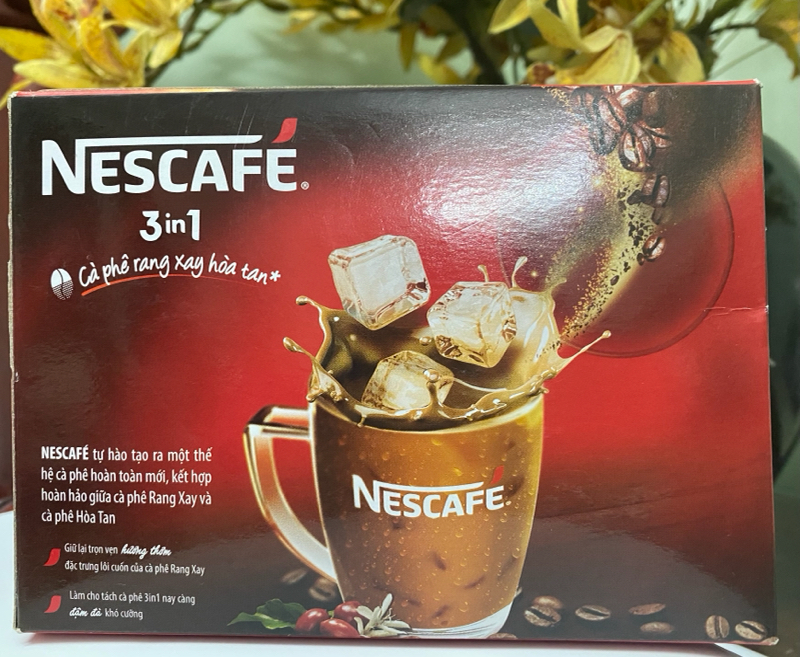 NESCAFÉ®
3in1
Cà phê rang xay hòa tan*
NESCAFÉ tự hào tạo ra một thế
hệ cà phê hoàn toàn mới, kết hợp
hoàn hảo giữa cà phê Rang Xay và
cà phê Hòa Tan
Giữ lại trọn vẹn hương thơm
đặc trưng lôi cuốn của cà phê Rang Xay
Làm cho tách cà phê 3in1 nay càng
đậm đà khó cưỡng
NESCAFÉ